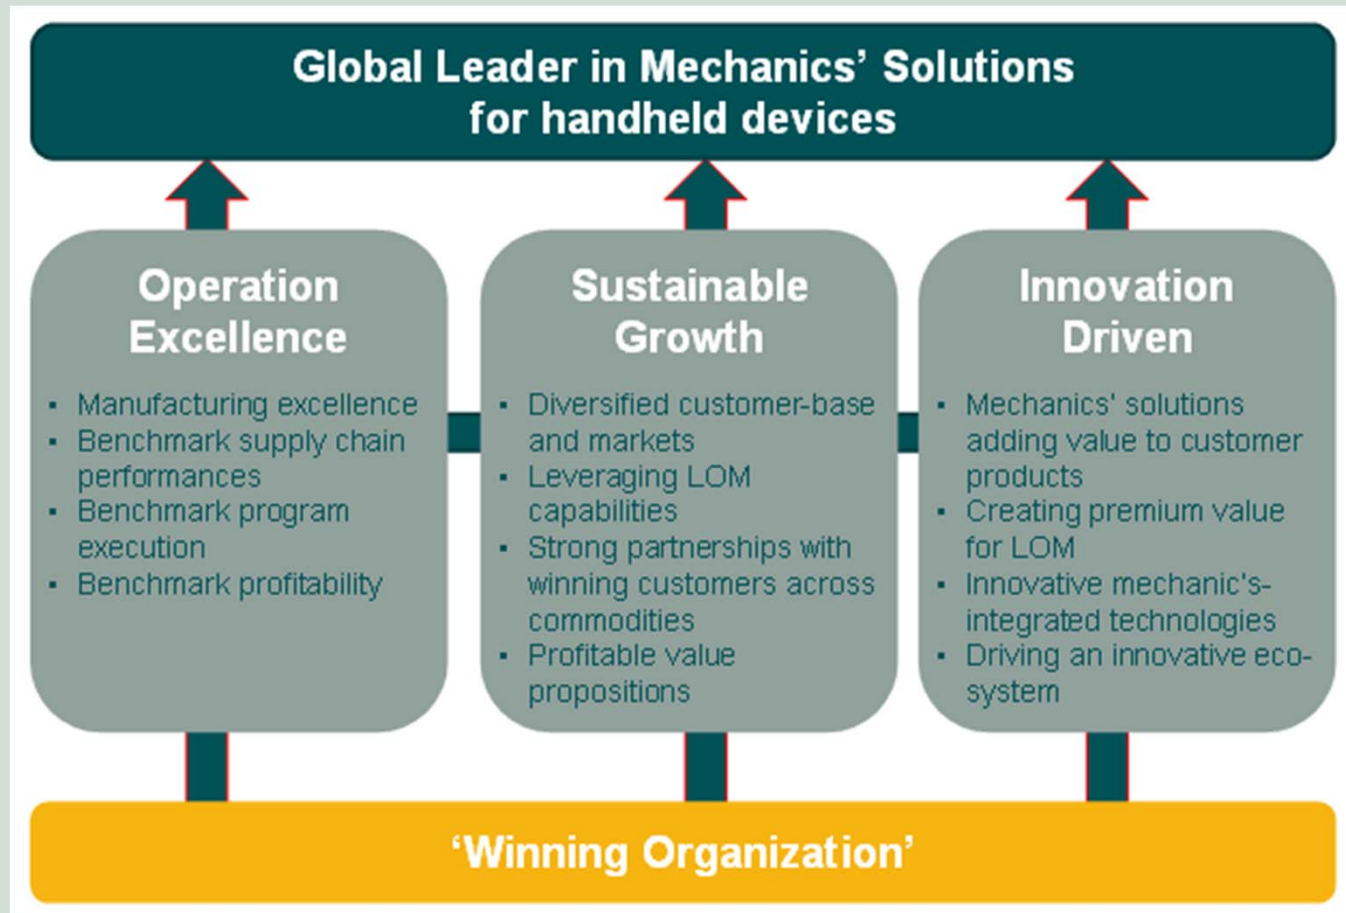 Global Leader in Mechanics’ Solutions
for handheld devices
Operation
Excellence
▪ Manufacturing excellence
▪ Benchmark supply chain
performances
▪ Benchmark program
execution
▪ Benchmark profitability
Sustainable
Growth
▪ Diversified customer-base
and markets
▪ Leveraging LOM
capabilities
▪ Strong partnerships with
winning customers across
commodities
▪ Profitable value
propositions
Innovation
Driven
▪ Mechanics' solutions
adding value to customer
products
▪ Creating premium value
for LOM
▪ Innovative mechanic's-
integrated technologies
▪ Driving an innovative eco-
system
‘Winning Organization’